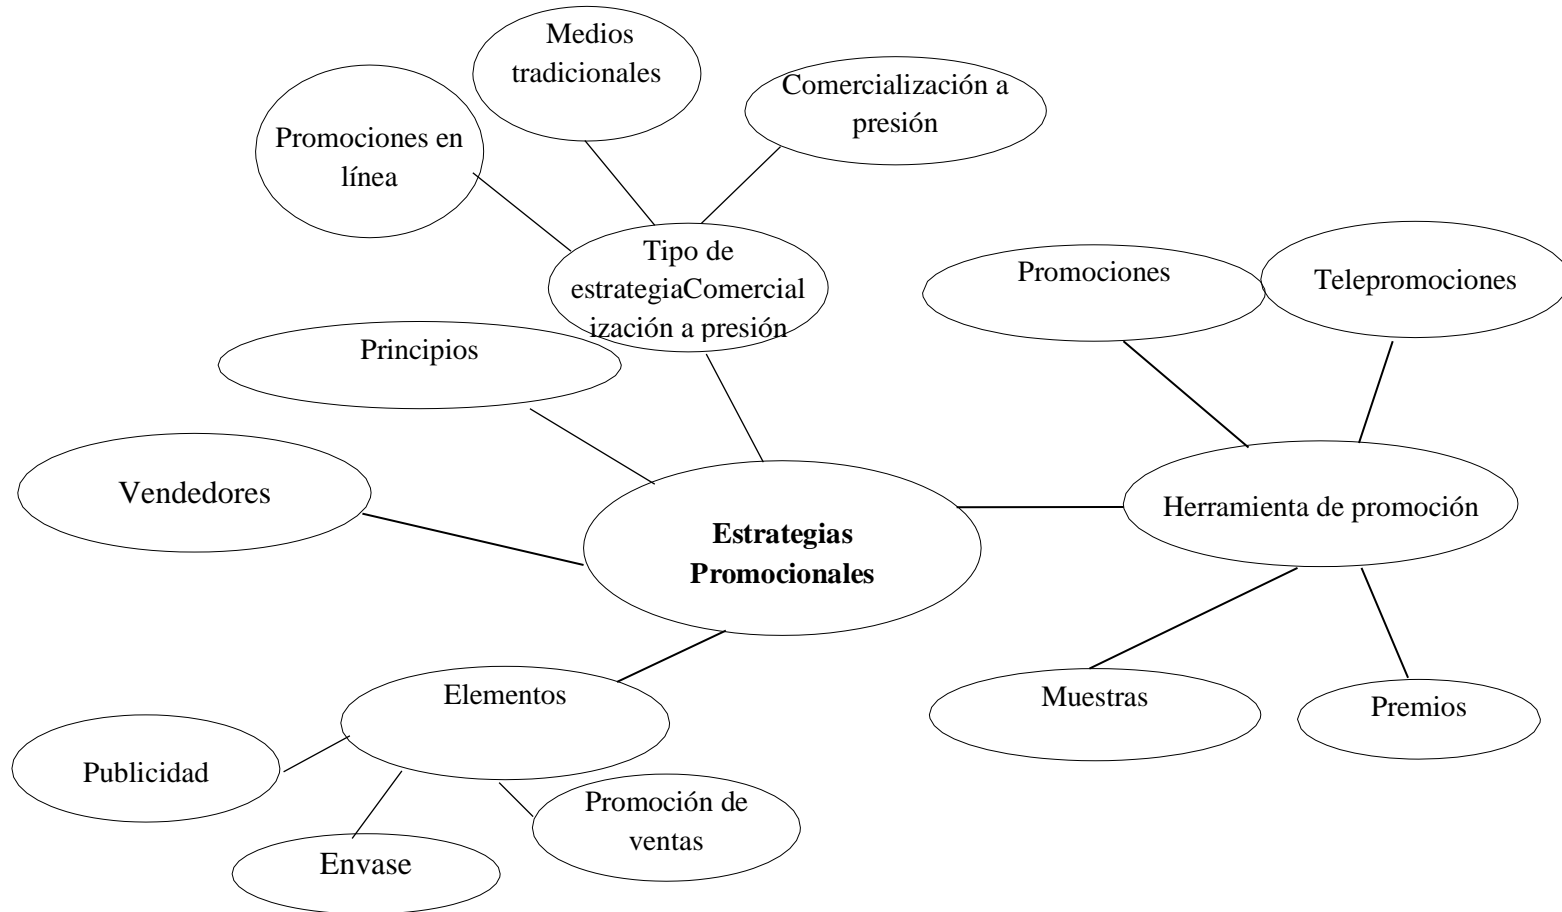 Medios
tradicionales
Comercialización a
presión
Promociones en
línea
Tipo de
estrategiaComercial
ización a presión
Promociones
Telepromociones
Principios
Vendedores
Herramienta de promoción
Estrategias
Promocionales
Elementos
Muestras
Premios
Publicidad
Promoción de
ventas
Envase